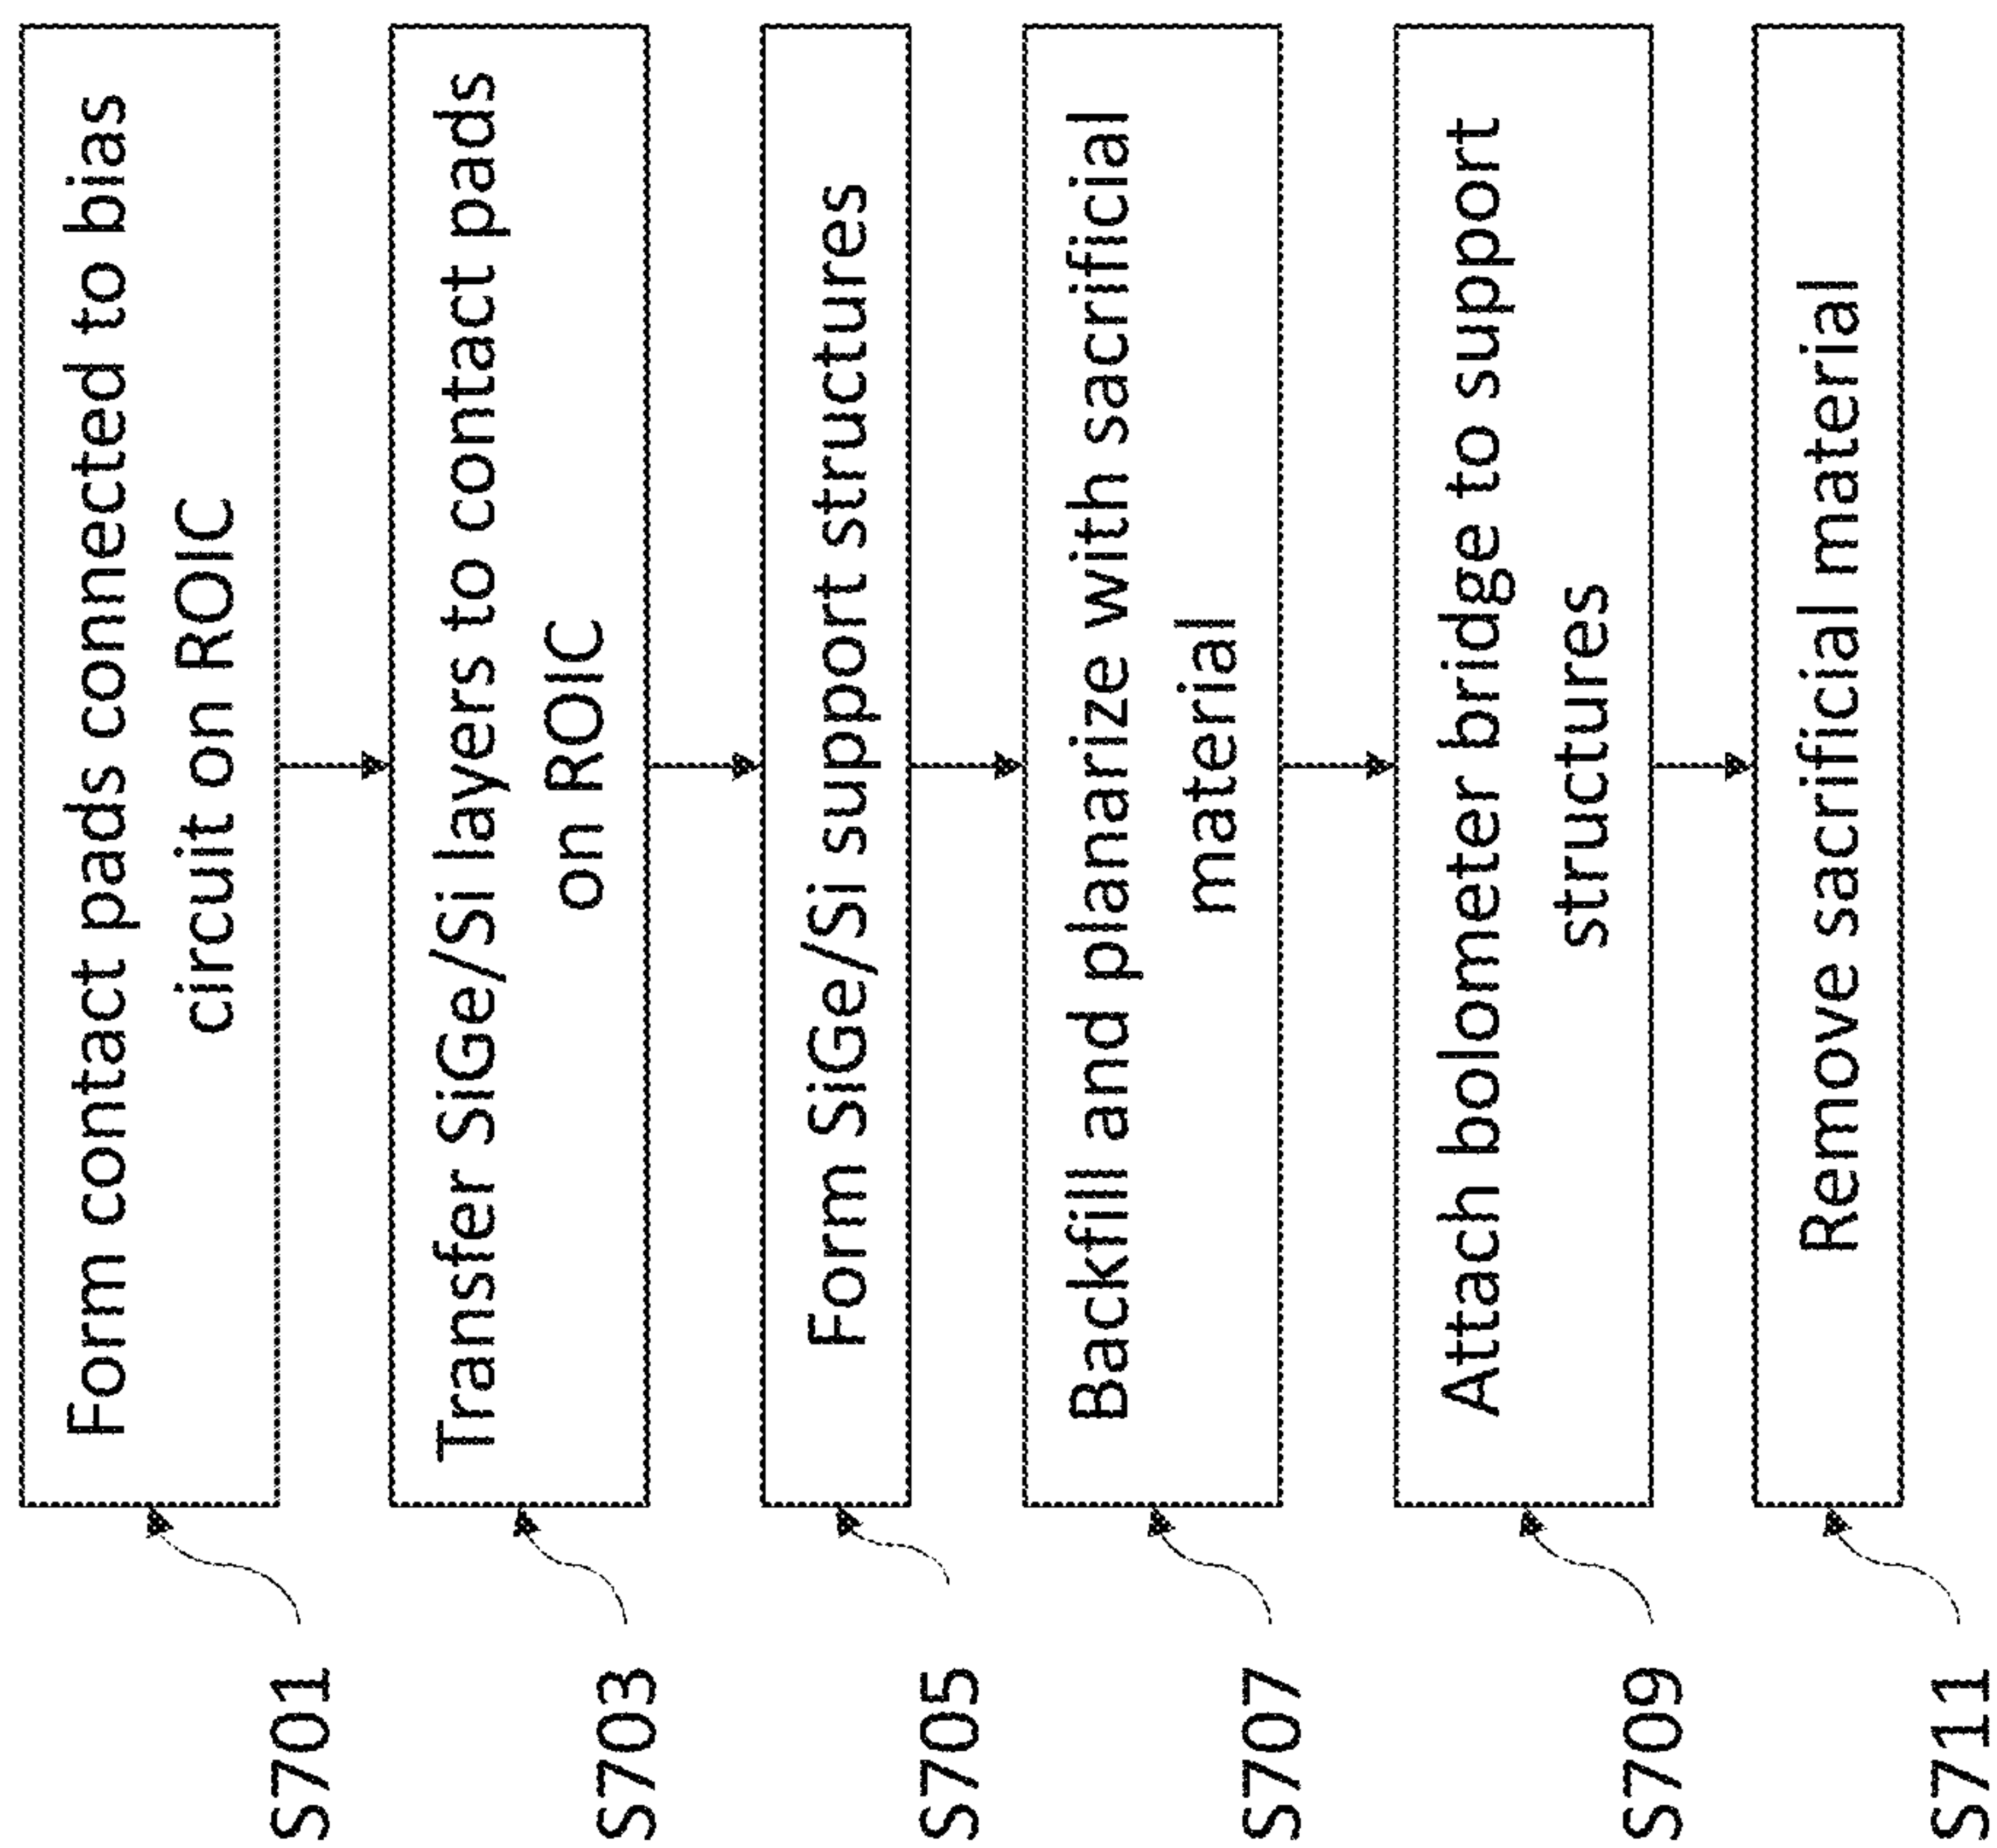 S701
Form contact pads connected to bias
circuit on ROIC
S703
Transfer SiGe/Si layers to contact pads
on ROIC
S705
Form SiGe/Si support structures
S707
Backfill and planarize with sacrificial
material
S709
Attach bolometer bridge to support
structures
S711
Remove sacrificial material